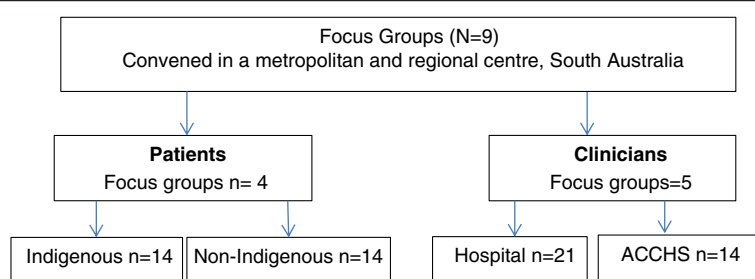 Focus Groups (N=9)
Convened in a metropolitan and regional centre, South Australia
Patients
Focus groups n= 4
Clinicians
Focus groups=5
Indigenous n=14
Non-Indigenous n=14
Hospital n=21
ACCHS n=14